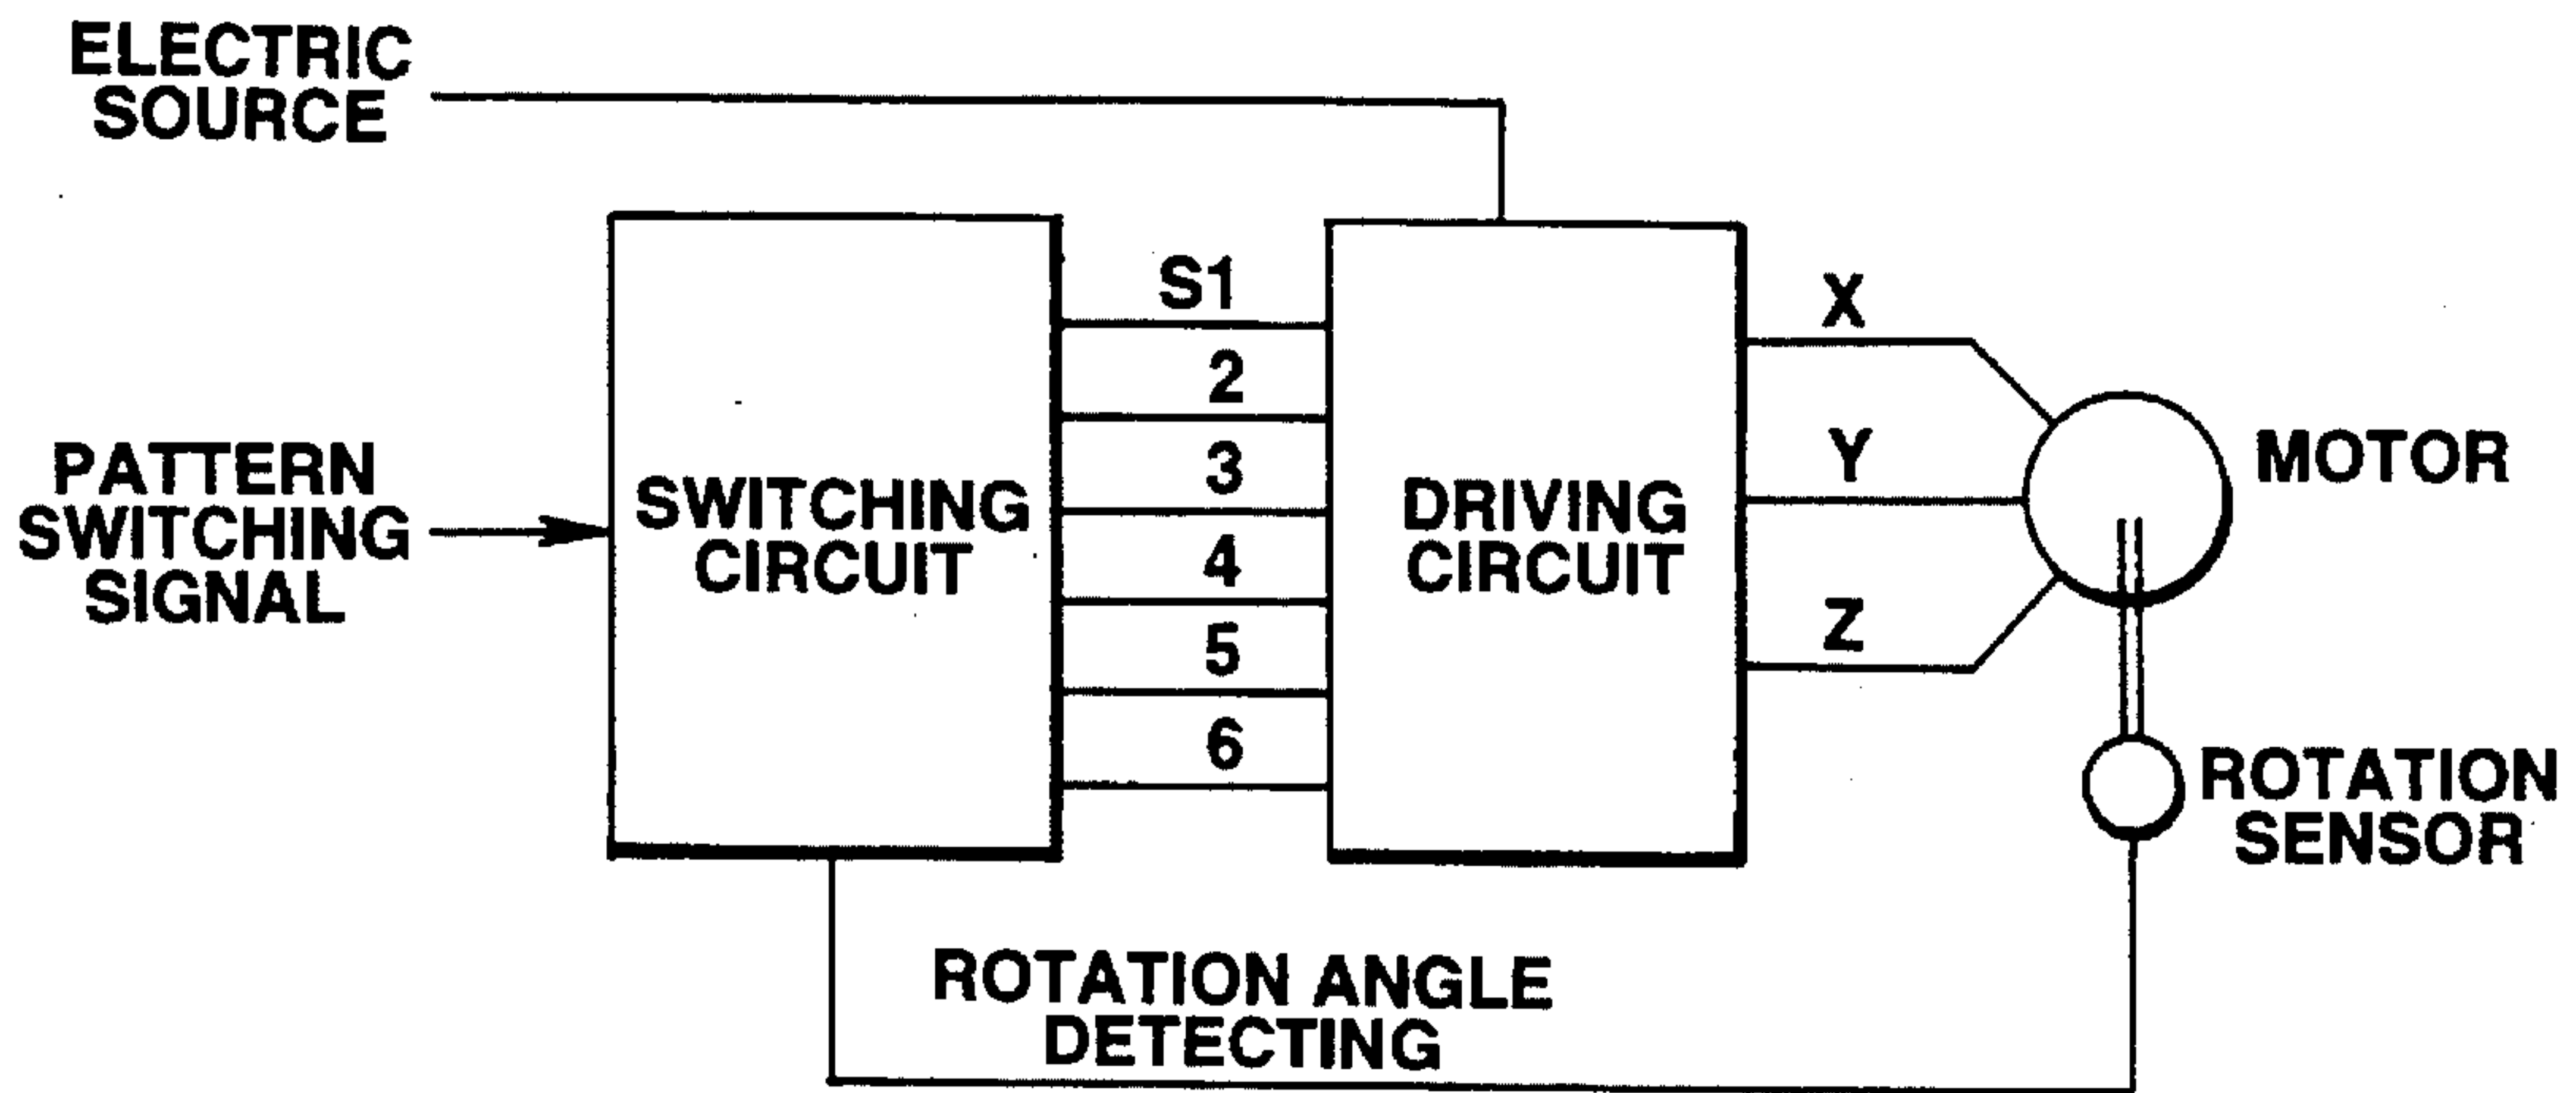 ELECTRIC
SOURCE
PATTERN
SWITCHING
SIGNAL
SWITCHING
CIRCUIT
S1
2
3
4
5
6
DRIVING
CIRCUIT
X
Y
Z
MOTOR
ROTATION
SENSOR
ROTATION ANGLE
DETECTING